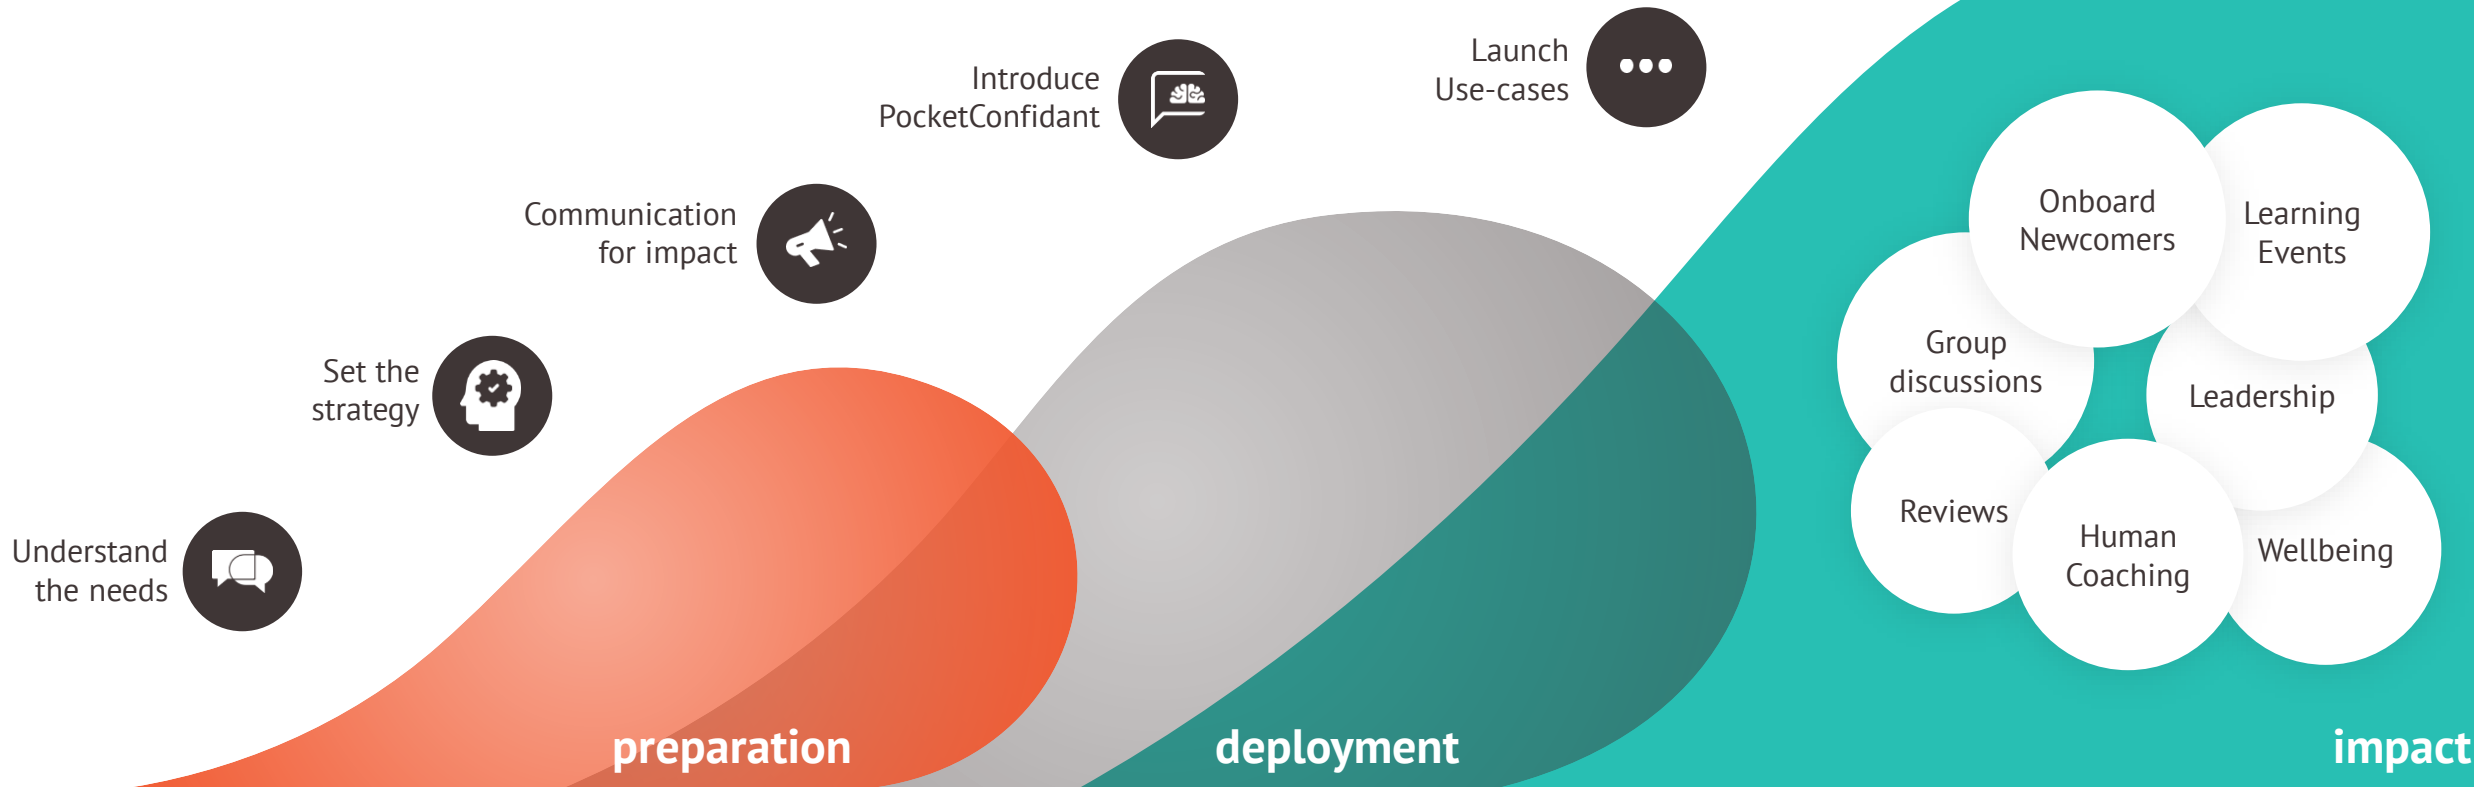 Understand
the needs
Set the
strategy
Communication
for impact
Introduce
PocketConfidant
Launch
Use-cases
Onboard
Newcomers
Learning
Events
Group
discussions
Leadership
Reviews
Human
Coaching
Wellbeing
preparation
deployment
impact